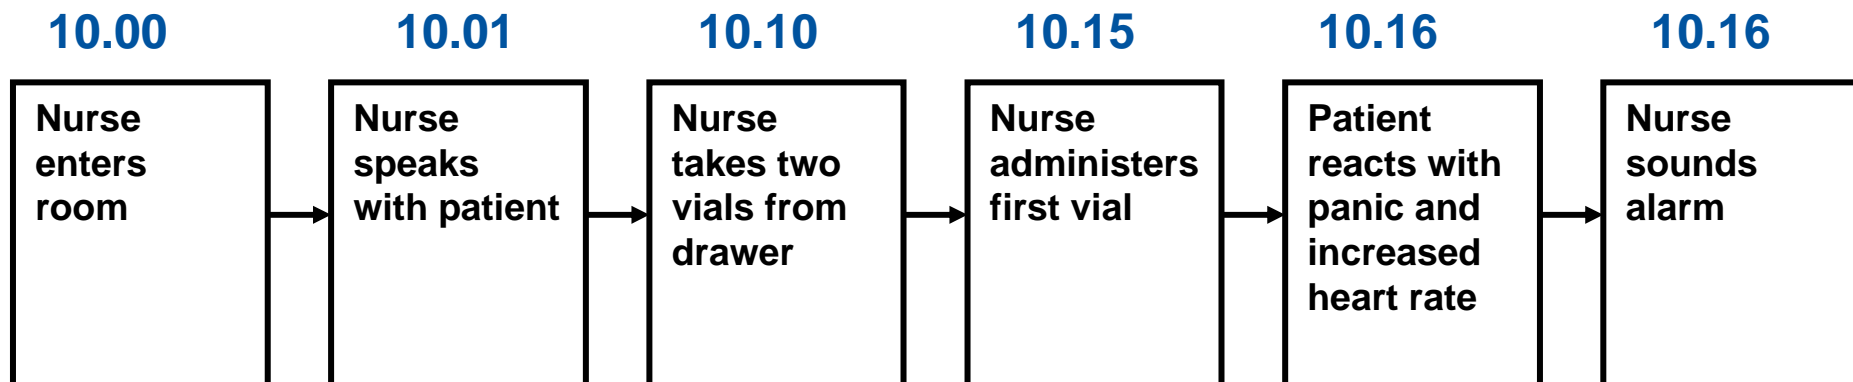 10.00
10.01
10.10
10.15
10.16
10.16
Nurse
enters
room
Nurse
speaks
with patient
Nurse
takes two
vials from
drawer
Nurse
administers
first vial
Patient
reacts with
panic and
increased
heart rate
Nurse
sounds
alarm